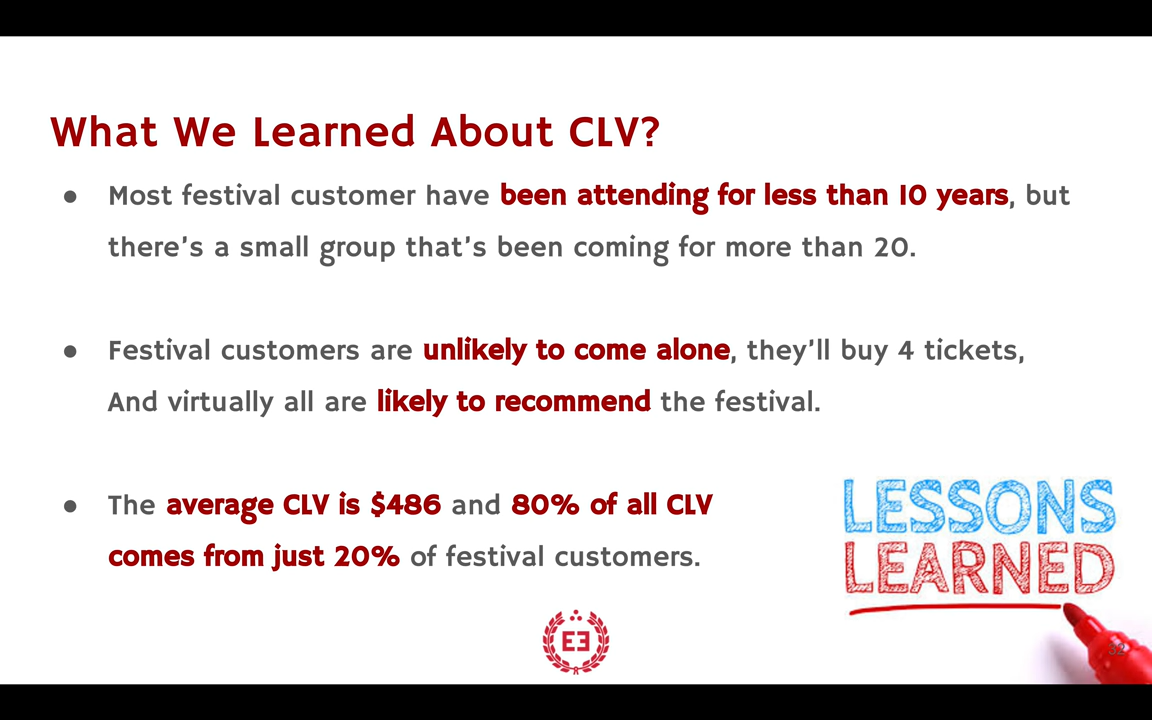 What We Learned About CLV?
● Most festival customer have been attending for less than 10 years, but
there's a small group that's been coming for more than 20.
● Festival customers are unlikely to come alone, they'll buy 4 tickets,
And virtually all are likely to recommend the festival.
● The average CLV is $486 and 80% of all CLV
comes from just 20% of festival customers.
LESSONS
LEARNED
EE
32